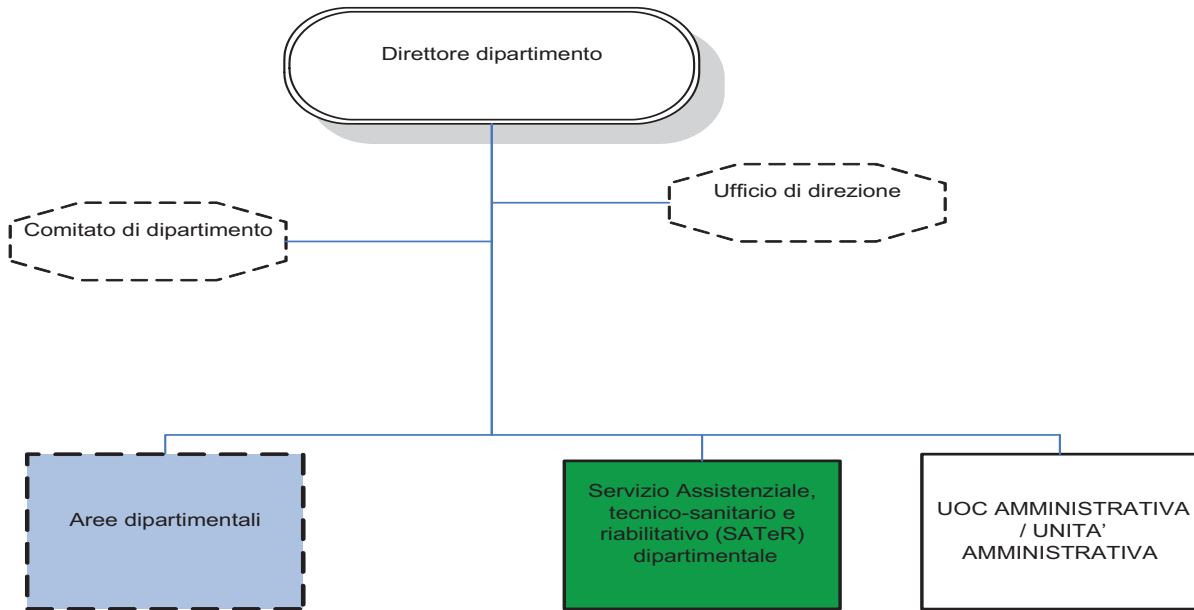 Direttore dipartimento
Ufficio di direzione
Comitato di dipartimento
Aree dipartimentali
Servizio Assistenziale,
tecnico-sanitario e
riabilitativo (SATeR)
dipartimentale
UOC AMMINISTRATIVA
/ UNITA’
AMMINISTRATIVA